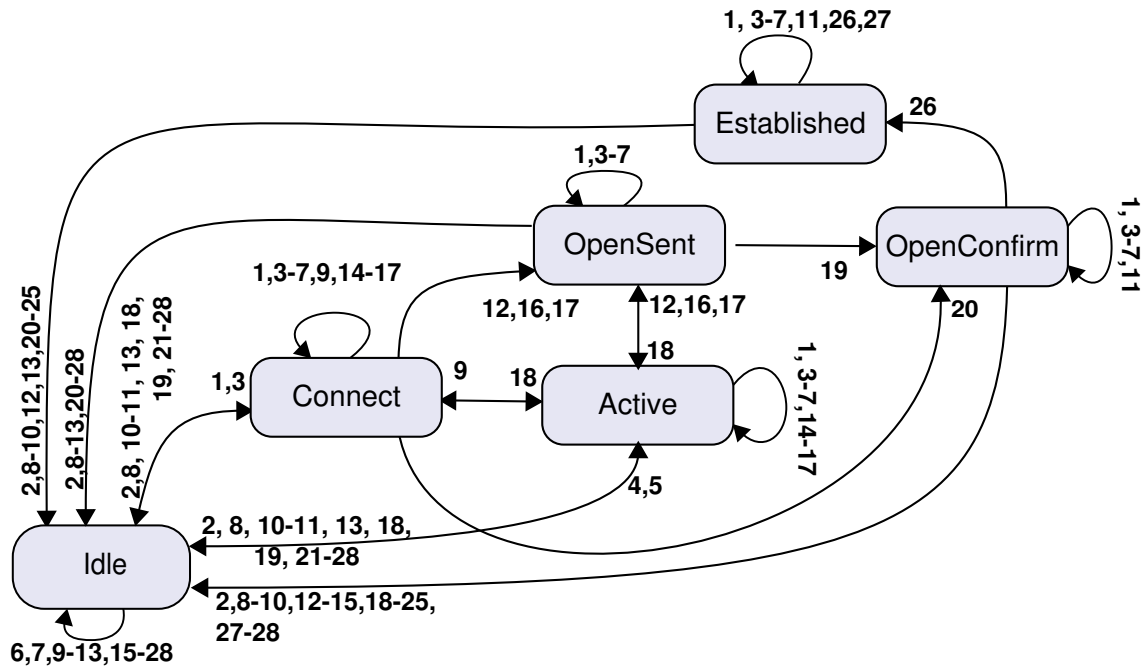 1, 3-7,11,26,27
Established
26
1,3-7
OpenSent
OpenConfirm
1, 3-7,11
19
20
1,3-7,9,14-17
12,16,17
12,16,17
18
1,3
Connect
9
18
Active
1, 3-7,14-17
4,5
2,8-10,12,13,20-25
2,8-13,20-28
2,8, 10-11, 13, 18,
19, 21-28
2, 8, 10-11, 13, 18,
19, 21-28
Idle
2,8-10,12-15,18-25,
27-28
6,7,9-13,15-28